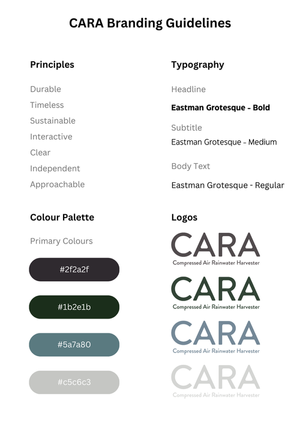 CARA Branding Guidelines
Principles
Durable
Timeless
Sustainable
Interactive
Clear
Independent
Approachable
Typography
Headline
Eastman Grotesque - Bold
Subtitle
Eastman Grotesque - Medium
Body Text
Eastman Grotesque - Regular
Colour Palette
Primary Colours
#2f2a2f
#1b2e1b
#5a7a80
#c5c6c3
Logos
CARA
Compressed Air Rainwater Harvester
CARA
Compressed Air Rainwater Harvester
CARA
Compressed Air Rainwater Harvester
CARA
Compressed Air Rainwater Harvester